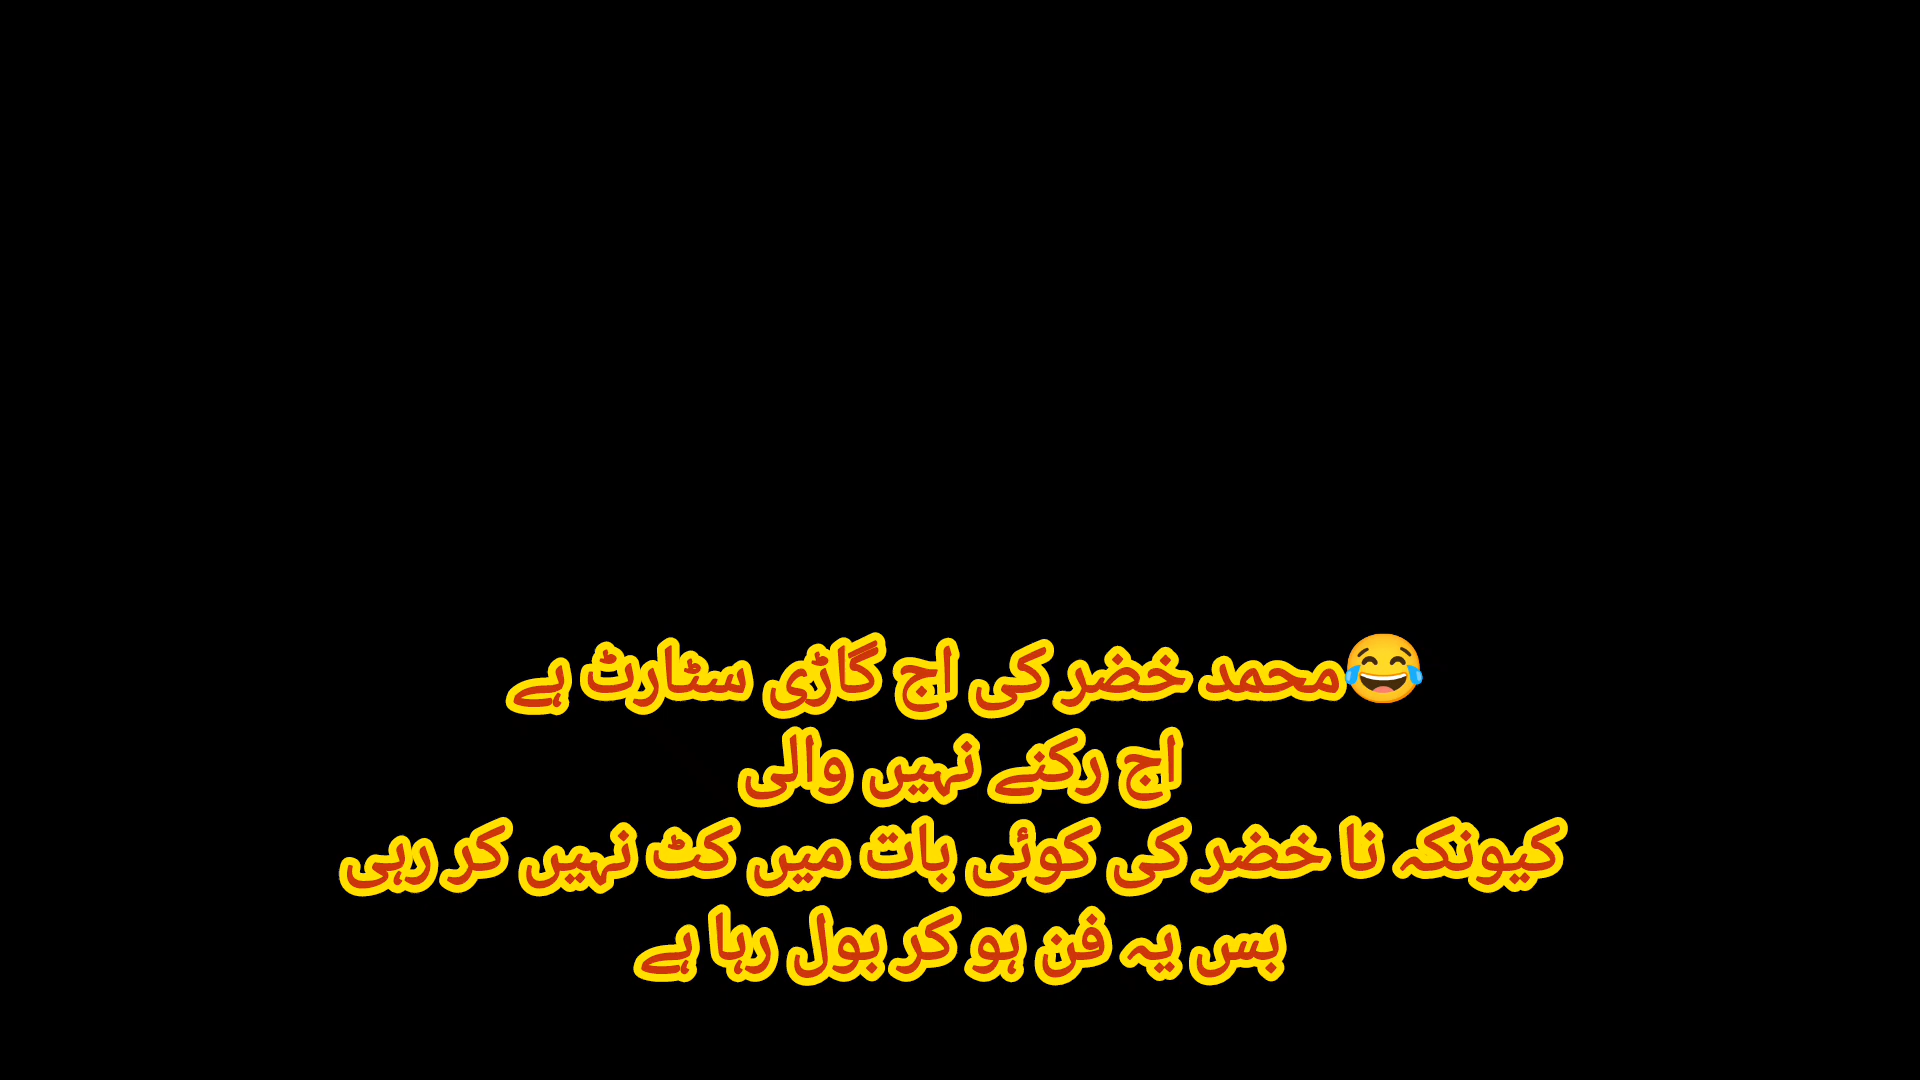 😂محمد خضر کی اج گاڑی سٹارٹ ہے
اج رکنے نہیں والی
کیونکہ نا خضر کی کوئی بات میں کٹ نہیں کر رہی
بس یہ فن ہو کر بول رہا ہے